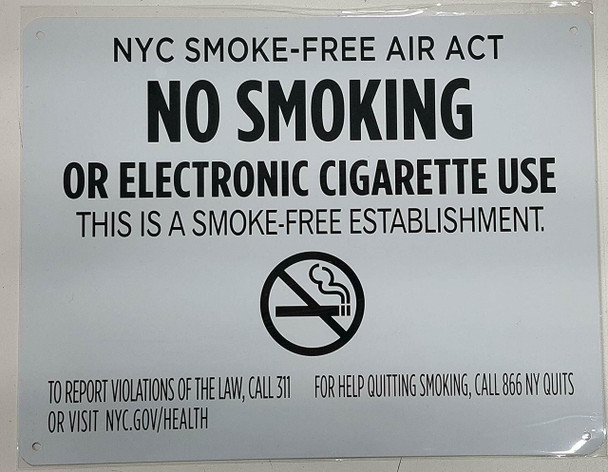 NYC SMOKE-FREE AIR ACT
NO SMOKING
OR ELECTRONIC CIGARETTE USE
THIS IS A SMOKE-FREE ESTABLISHMENT.
TO REPORT VIOLATIONS OF THE LAW, CALL 311
OR VISIT NYC.GOV/HEALTH
FOR HELP QUITTING SMOKING, CALL 866 NY QUITS